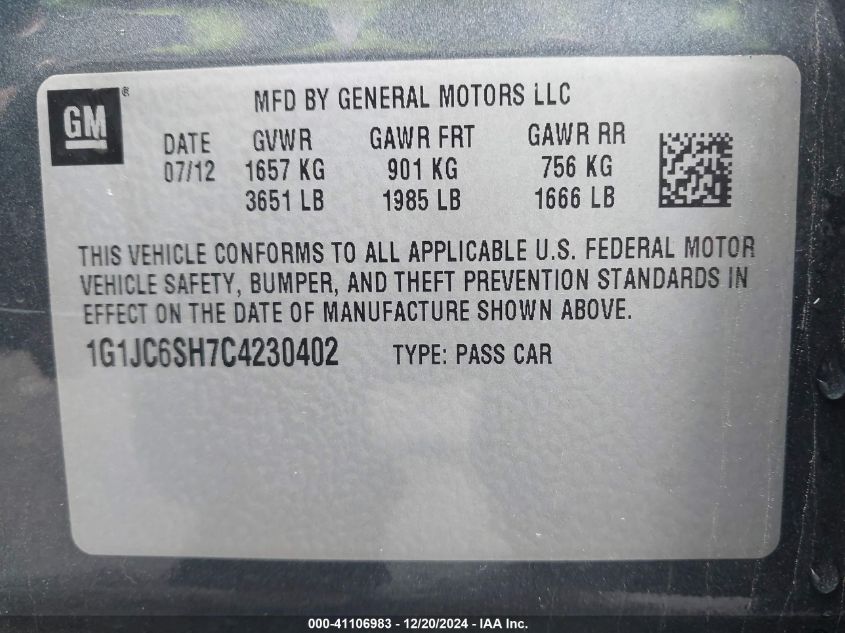 GM®
MFD BY GENERAL MOTORS LLC
DATE GVWR GAWR FRT GAWR RR
07/12 1657 KG 901 KG 756 KG
3651 LB 1985 LB 1666 LB
THIS VEHICLE CONFORMS TO ALL APPLICABLE U.S. FEDERAL MOTOR
VEHICLE SAFETY, BUMPER, AND THEFT PREVENTION STANDARDS IN
EFFECT ON THE DATE OF MANUFACTURE SHOWN ABOVE.
1G1JC6SH7C4230402 TYPE: PASS CAR
000-41106983 - 12/20/2024 - IAA Inc.